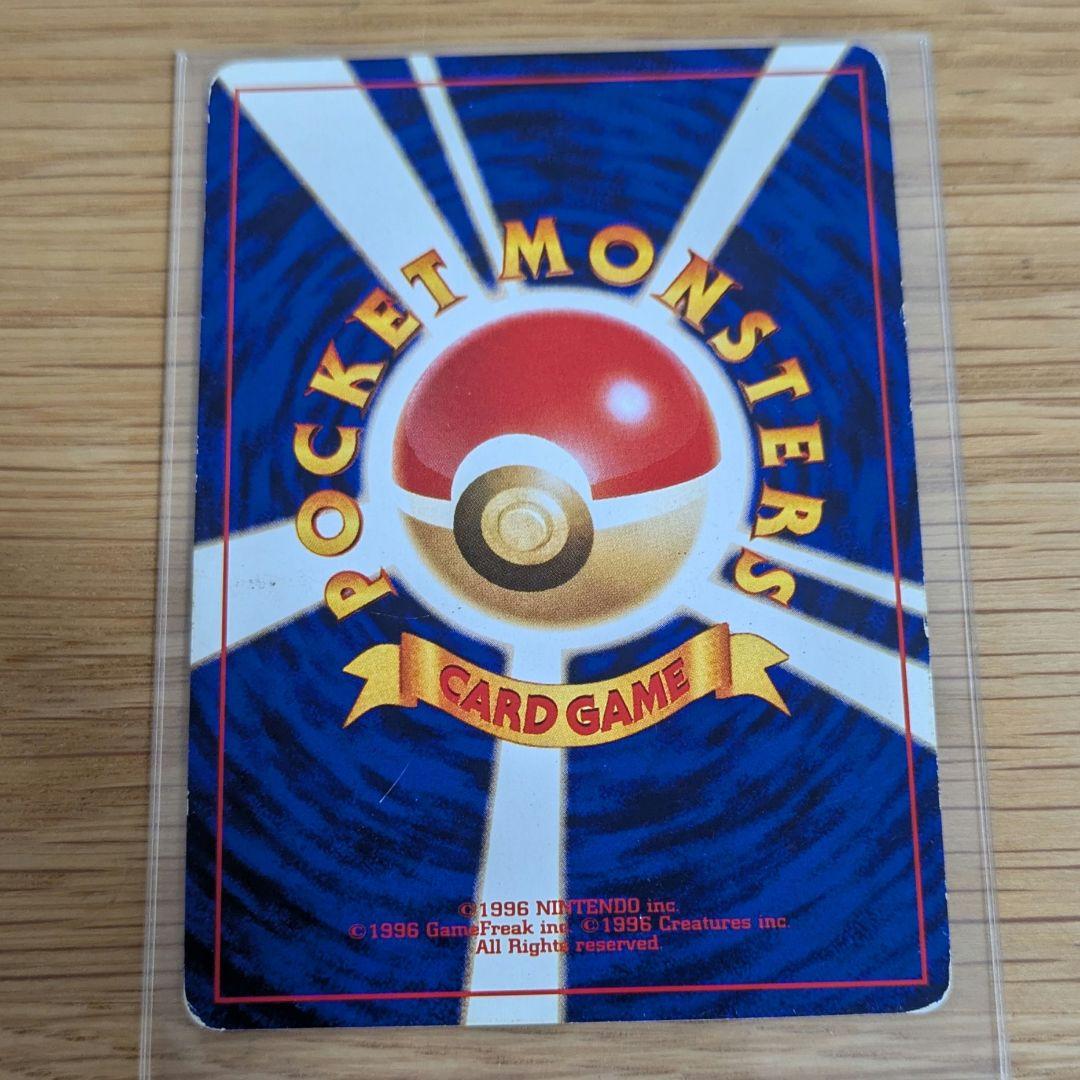 POCKET MONSTERS
CARD GAME
©1996 NINTENDO inc.
©1996 GameFreak inc. ©1996 Creatures inc.
All Rights reserved.